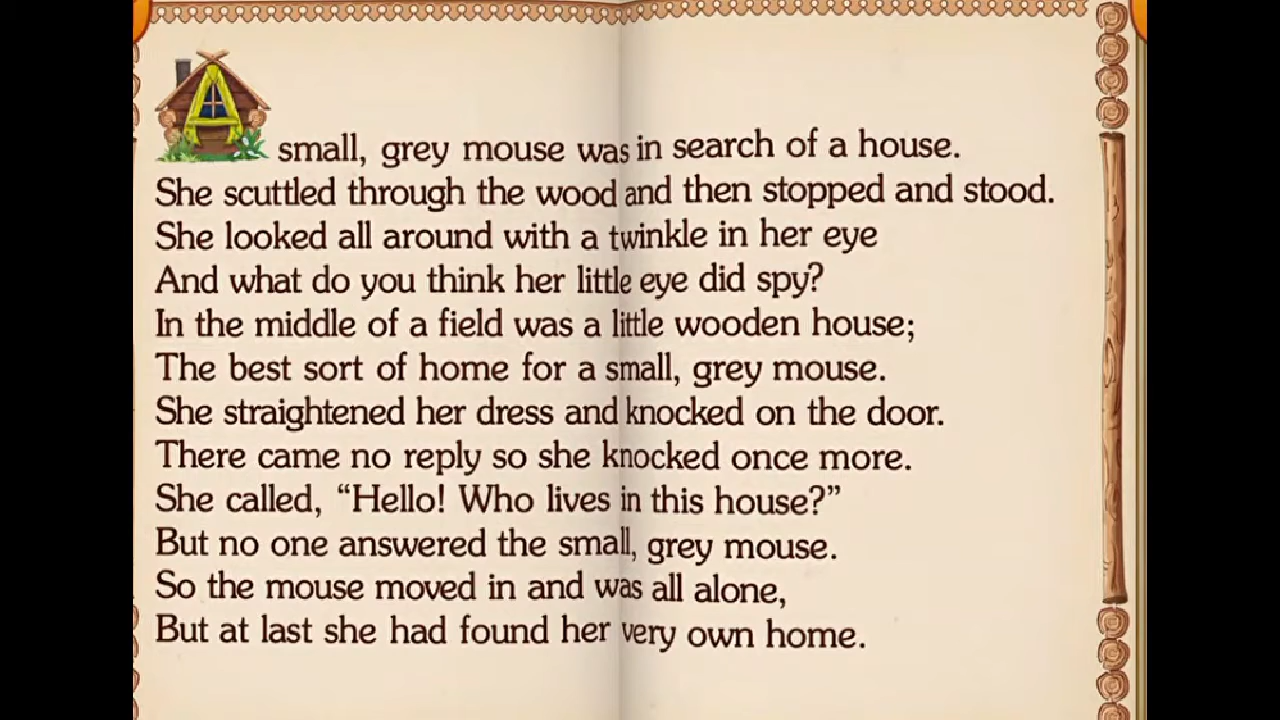 A small, grey mouse was in search of a house.
She scuttled through the wood and then stopped and stood.
She looked all around with a twinkle in her eye
And what do you think her little eye did spy?
In the middle of a field was a little wooden house;
The best sort of home for a small, grey mouse.
She straightened her dress and knocked on the door.
There came no reply so she knocked once more.
She called, “Hello! Who lives in this house?”
But no one answered the small, grey mouse.
So the mouse moved in and was all alone,
But at last she had found her very own home.